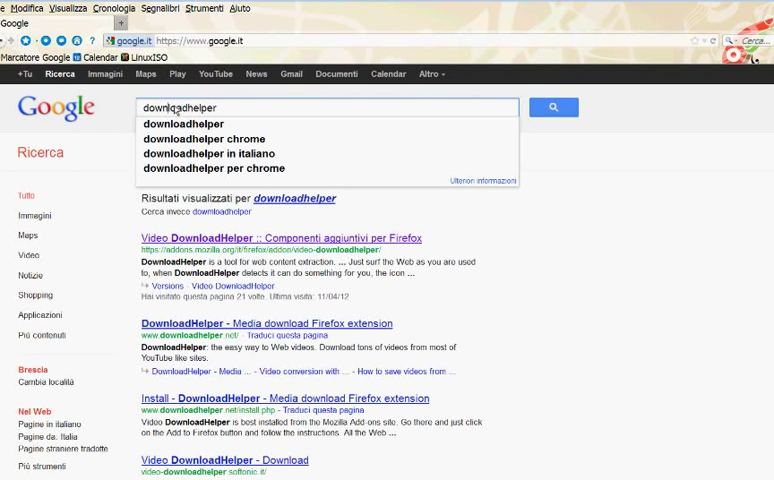 e Modifica Visualizza Cronologia Segnalibri Strumenti Aiuto
Google +
google.it https://www.google.it Cerca...
Marcatore Google Calendar LinuxISO
+Tu Ricerca Immagini Maps Play YouTube News Gmail Documenti Calendar Altro
Google downloadhelper
downloadhelper
downloadhelper chrome
downloadhelper in italiano
downloadhelper per chrome
Ulteriori informazioni
Ricerca
Tutto
Immagini
Maps
Video
Notizie
Shopping
Applicazioni
Più contenuti
Brescia
Cambia località
Nel Web
Pagine in italiano
Pagine da: Italia
Pagine straniere tradotte
Più strumenti
Risultati visualizzati per downloadhelper
Cerca invece downloadhelper
Video DownloadHelper :: Componenti aggiuntivi per Firefox
https://addons.mozilla.org/it/firefox/addon/video-downloadhelper/
DownloadHelper is a tool for web content extraction. ... Just surf the Web as you are used
to, when DownloadHelper detects it can do something for you, the icon ...
Versions - Video DownloadHelper
Hai visitato questa pagina 21 volte. Ultima visita: 11/04/12
DownloadHelper - Media download Firefox extension
www.downloadhelper.net/ - Traduci questa pagina
DownloadHelper: the easy way to Web videos. Download tons of videos from most of
YouTube like sites.
DownloadHelper - Media ... - Video conversion with ... - How to save videos from ...
Install - DownloadHelper - Media download Firefox extension
www.downloadhelper.net/install.php - Traduci questa pagina
Video DownloadHelper is best installed from the Mozilla Add-ons site. Go there and just click
on the Add to Firefox button and follow the instructions. All the Web ...
Video DownloadHelper - Download
video-downloadhelper.softonic.it/